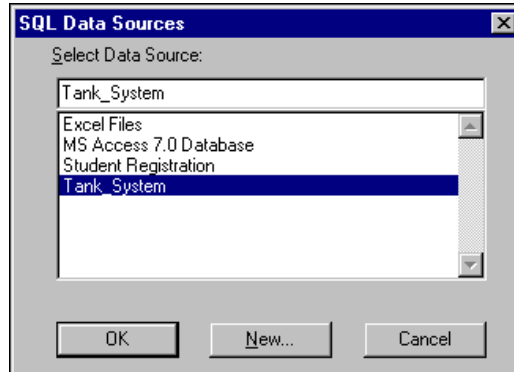 SQL Data Sources
Select Data Source:
Tank_System
Excel Files
MS Access 7.0 Database
Student Registration
Tank_System
OK New... Cancel